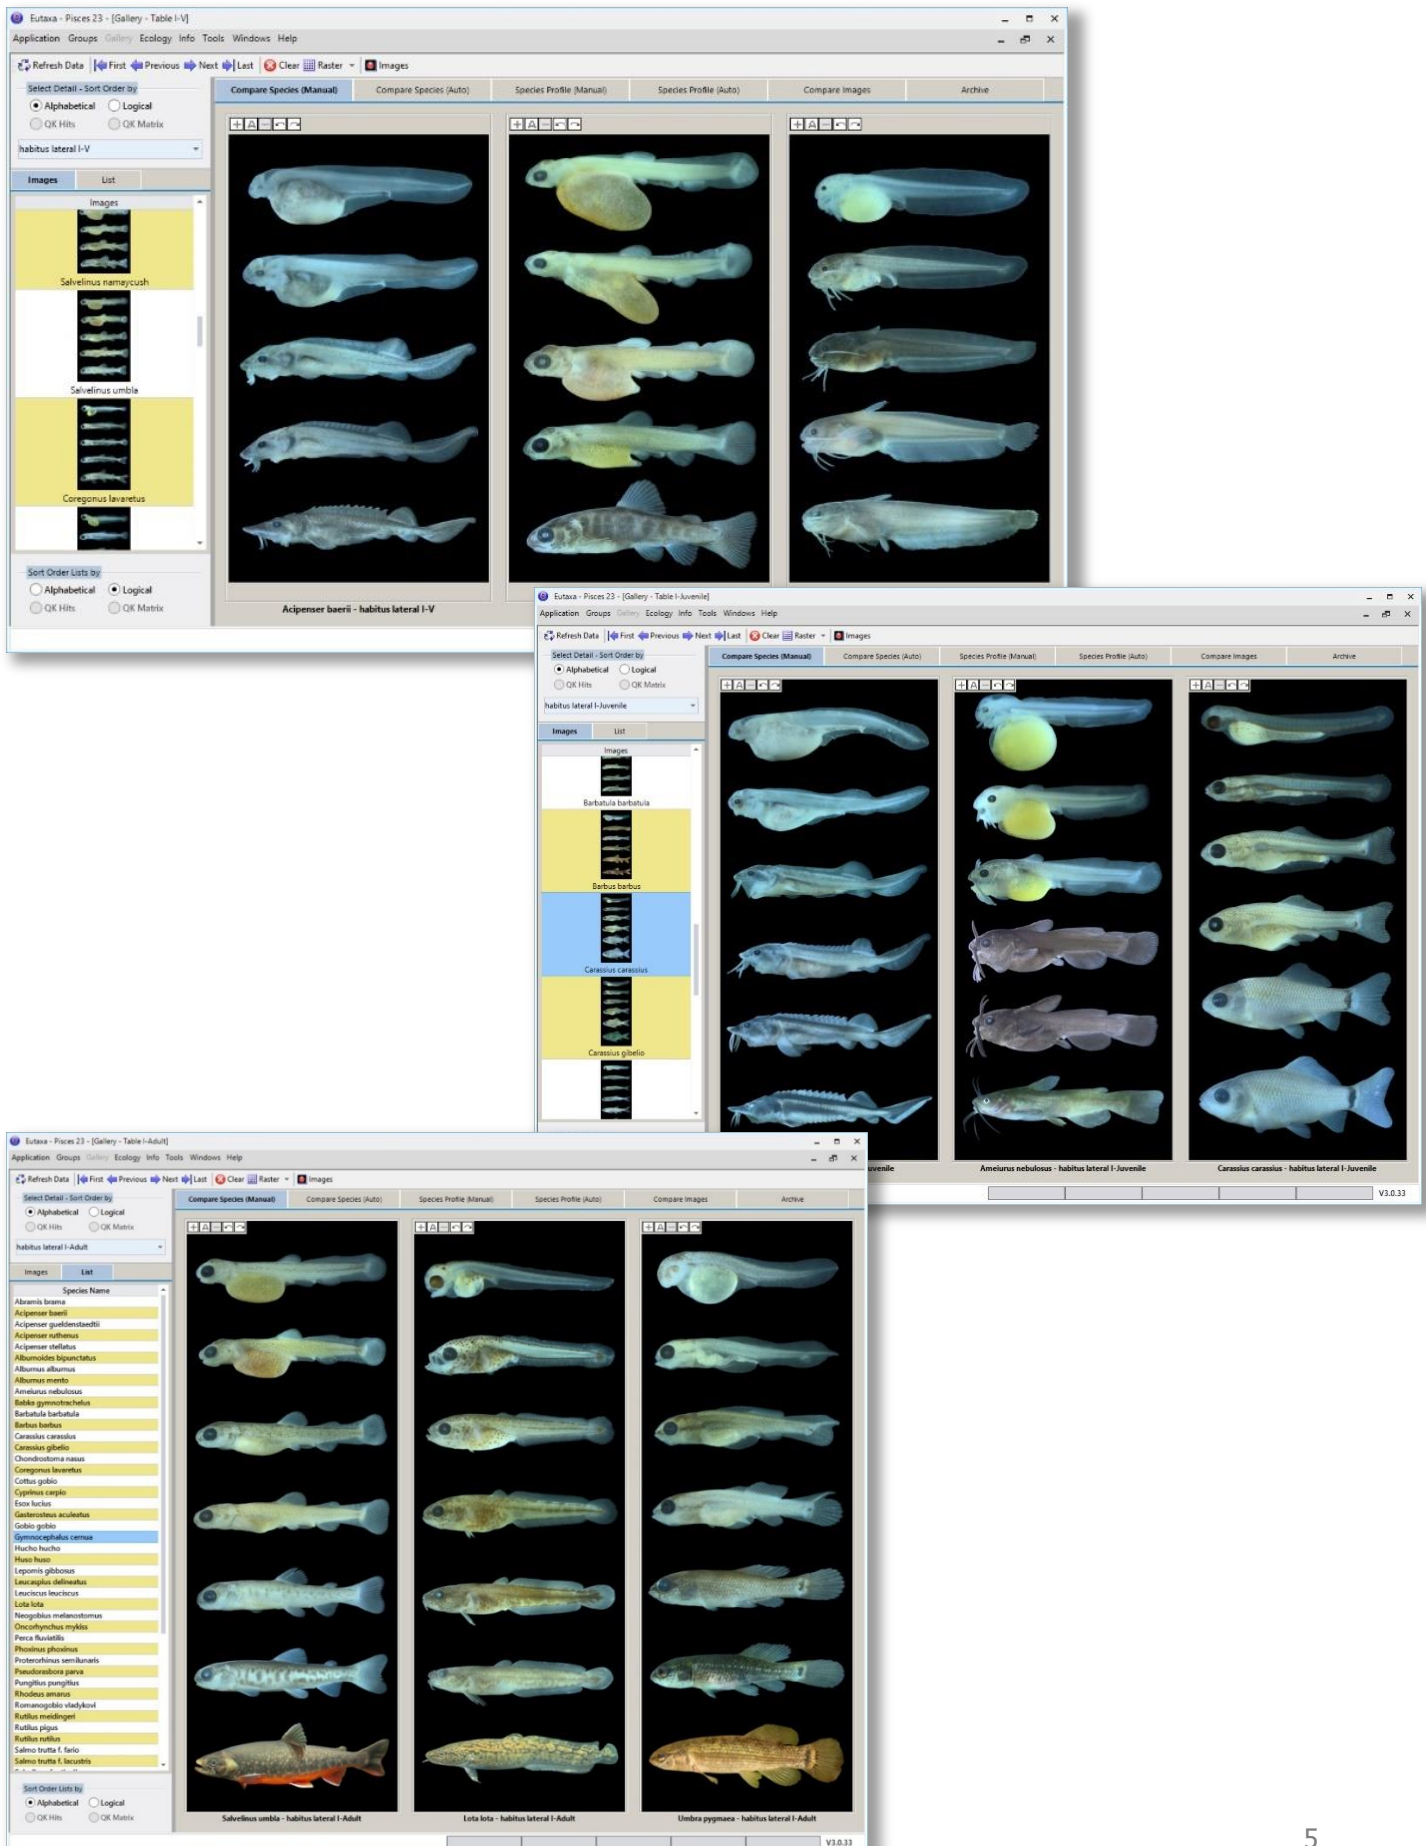 Eutaxa - Pisces 23 - [Gallery - Table I-V]
Application Groups Gallery Ecology Info Tools Windows Help
Refresh Data First Previous Next Last Clear Raster Images
Select Detail - Sort Order by
Alphabetical Logical
QK Hits QK Matrix
habitus lateral I-V
Images List
Compare Species (Manual) Compare Species (Auto) Species Profile (Manual) Species Profile (Auto) Compare Images Archive
Images
Salvelinus namaycush
Salvelinus umbla
Coregonus lavaretus
Sort Order Lists by
Alphabetical Logical
QK Hits QK Matrix
Acipenser baerii - habitus lateral I-V
Eutaxa - Pisces 23 - [Gallery - Table I-Juvenile]
Application Groups Gallery Ecology Info Tools Windows Help
Refresh Data First Previous Next Last Clear Raster Images
Select Detail - Sort Order by
Alphabetical Logical
QK Hits QK Matrix
habitus lateral I-Juvenile
Images List
Compare Species (Manual) Compare Species (Auto) Species Profile (Manual) Species Profile (Auto) Compare Images Archive
Images
Barbatula barbatula
Barbus barbus
Carassius carassius
Carassius gibelio
uvenile
Ameiurus nebulosus - habitus lateral I-Juvenile
Carassius carassius - habitus lateral I-Juvenile
V3.0.33
Eutaxa - Pisces 23 - [Gallery - Table I-Adult]
Application Groups Gallery Ecology Info Tools Windows Help
Refresh Data First Previous Next Last Clear Raster Images
Select Detail - Sort Order by
Alphabetical Logical
QK Hits QK Matrix
habitus lateral I-Adult
Images List
Compare Species (Manual) Compare Species (Auto) Species Profile (Manual) Species Profile (Auto) Compare Images Archive
Species Name
Abramis brama
Acipenser baerii
Acipenser gueldenstaedtii
Acipenser ruthenus
Acipenser stellatus
Alburnoides bipunctatus
Alburnus alburnus
Alburnus mento
Ameiurus nebulosus
Babka gymnotrachelus
Barbatula barbatula
Barbus barbus
Carassius carassius
Carassius gibelio
Chondrostoma nasus
Coregonus lavaretus
Cottus gobio
Cyprinus carpio
Esox lucius
Gasterosteus aculeatus
Gobio gobio
Gymnocephalus cernua
Hucho hucho
Huso huso
Lepomis gibbosus
Leucaspius delineatus
Leuciscus leuciscus
Lota lota
Neogobius melanostomus
Oncorhynchus mykiss
Perca fluviatilis
Phoxinus phoxinus
Proterorhinus semilunaris
Pseudorasbora parva
Pungitius pungitius
Rhodeus amarus
Romanogobio vladykovi
Rutilus meidingeri
Rutilus pigus
Rutilus rutilus
Salmo trutta f. fario
Salmo trutta f. lacustris
Sort Order Lists by
Alphabetical Logical
QK Hits QK Matrix
Salvelinus umbla - habitus lateral I-Adult
Lota lota - habitus lateral I-Adult
Umbra pygmaea - habitus lateral I-Adult
V3.0.33
5